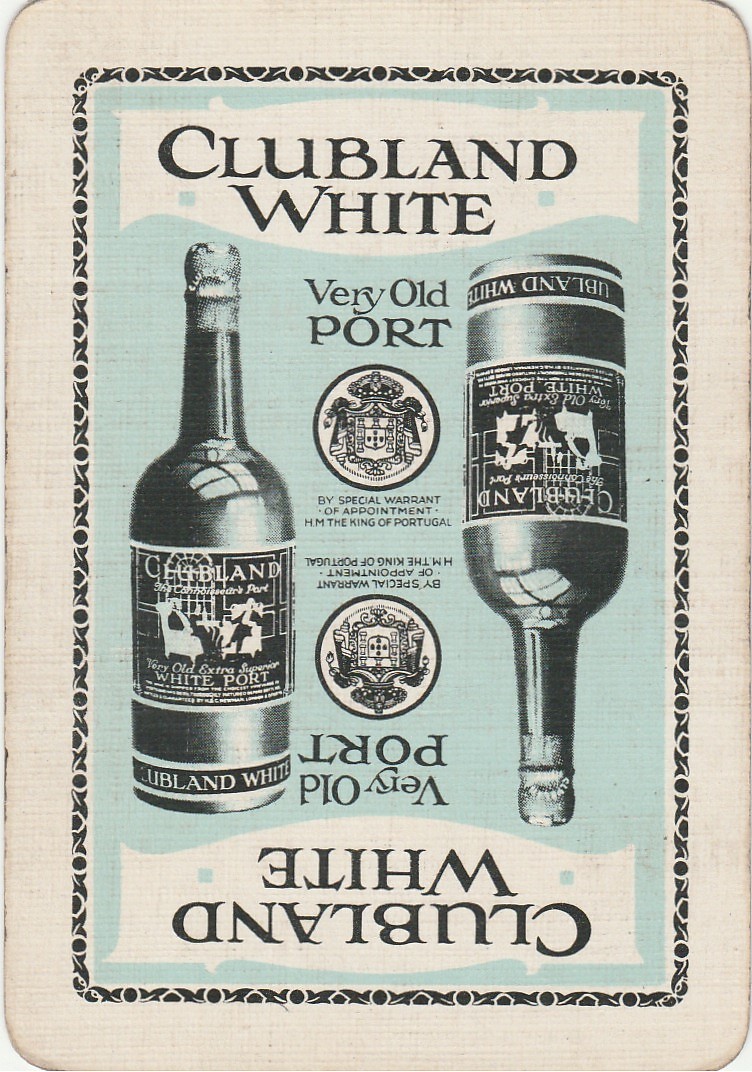 CLUBLAND
WHITE
Very Old
PORT
BY SPECIAL WARRANT
· OF APPOINTMENT ·
H.M THE KING OF PORTUGAL
CLUBLAND
The Connoisseur's Port
Very Old Extra Superior
WHITE PORT
UBLAND WHITE
UBLAND WHITE
WHITE PORT
Very Old Extra Superior
The Connoisseur's Port
CLUBLAND
H.M THE KING OF PORTUGAL
· OF APPOINTMENT ·
BY SPECIAL WARRANT
PORT
Very Old
WHITE
CLUBLAND